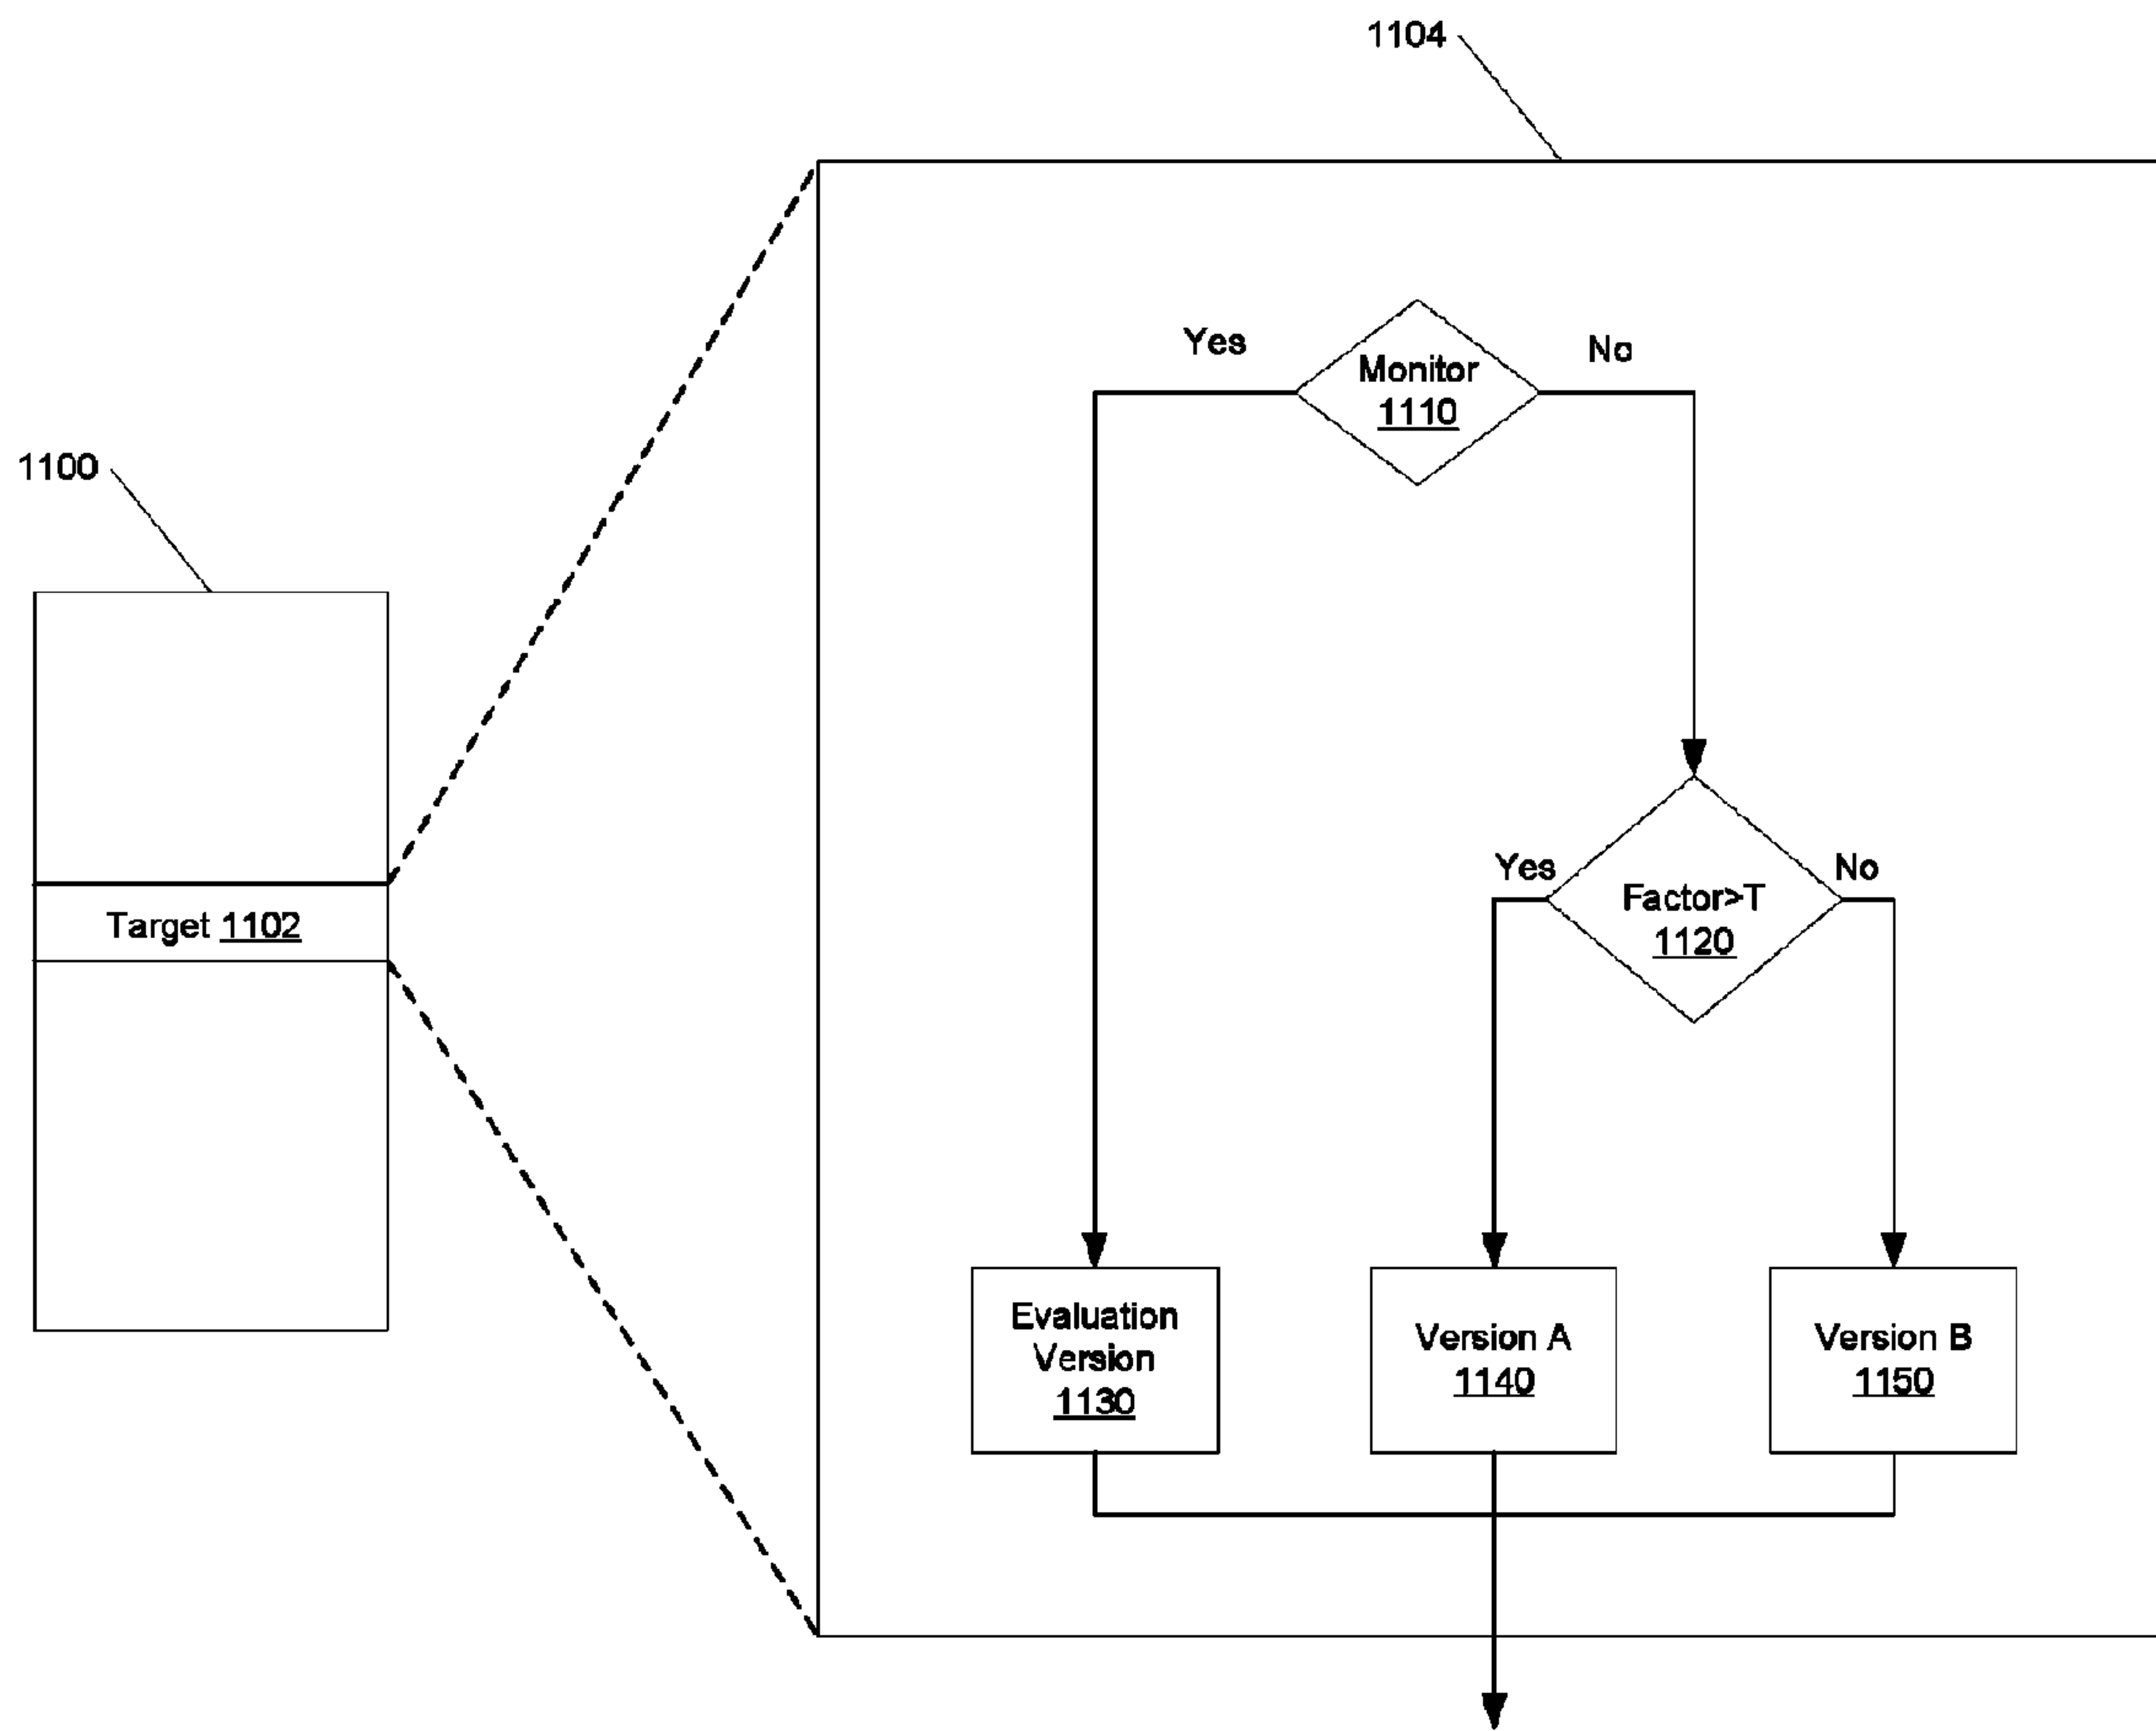 1104
Yes
No
Monitor
1110
1100
Yes
No
Factor>T
1120
Target 1102
Evaluation
Version
1130
Version A
1140
Version B
1150